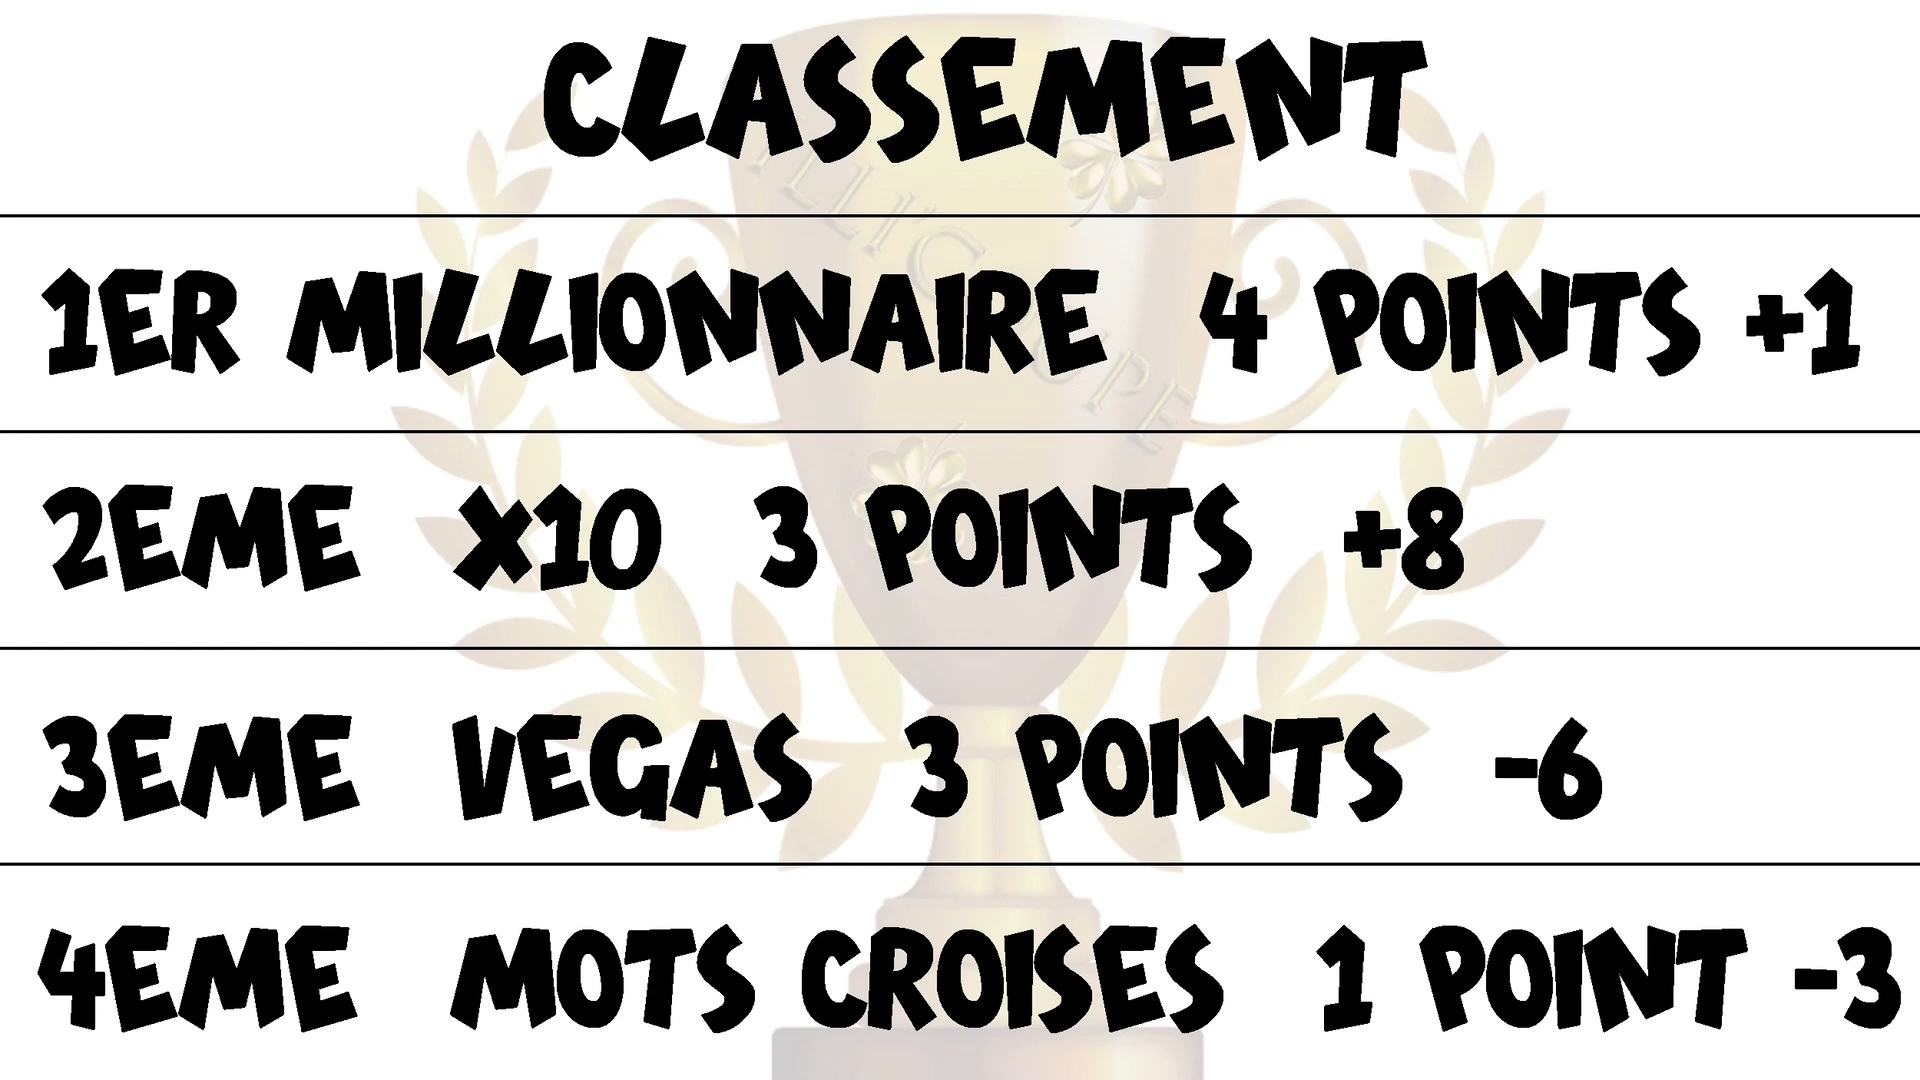 CLASSEMENT
1ER MILLIONNAIRE 4 POINTS +1
2EME X10 3 POINTS +8
3EME VEGAS 3 POINTS -6
4EME MOTS CROISES 1 POINT -3